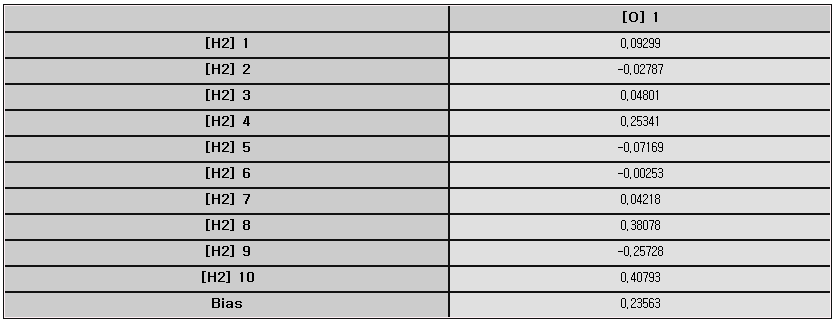 [O] 1
[H2] 1 0,09299
[H2] 2 -0,02787
[H2] 3 0,04801
[H2] 4 0,25341
[H2] 5 -0,07169
[H2] 6 -0,00253
[H2] 7 0,04218
[H2] 8 0,38078
[H2] 9 -0,25728
[H2] 10 0,40793
Bias 0,23563